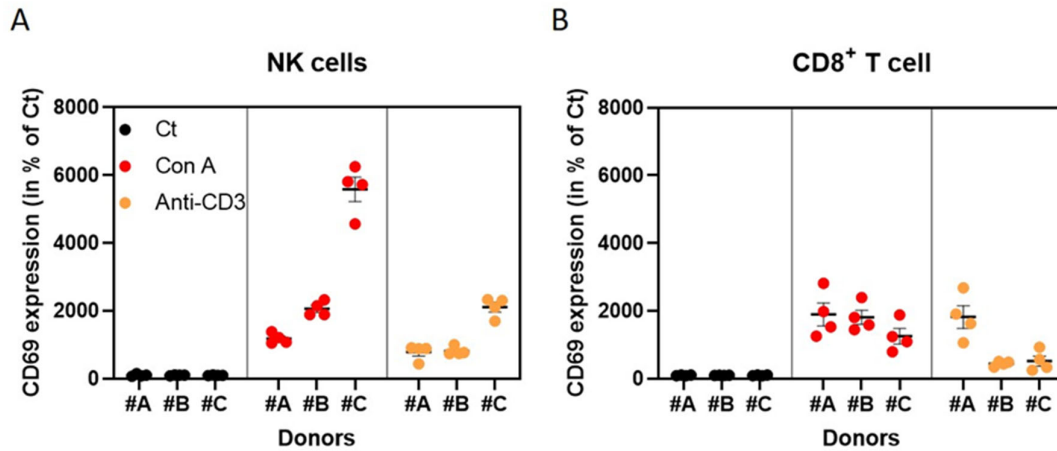 A
NK cells
CD69 expression (in % of Ct)
8000
6000
4000
2000
0
Ct
Con A
Anti-CD3
#A #B #C #A #B #C #A #B #C
Donors
B
CD8⁺ T cell
CD69 expression (in % of Ct)
8000
6000
4000
2000
0
#A #B #C #A #B #C #A #B #C
Donors